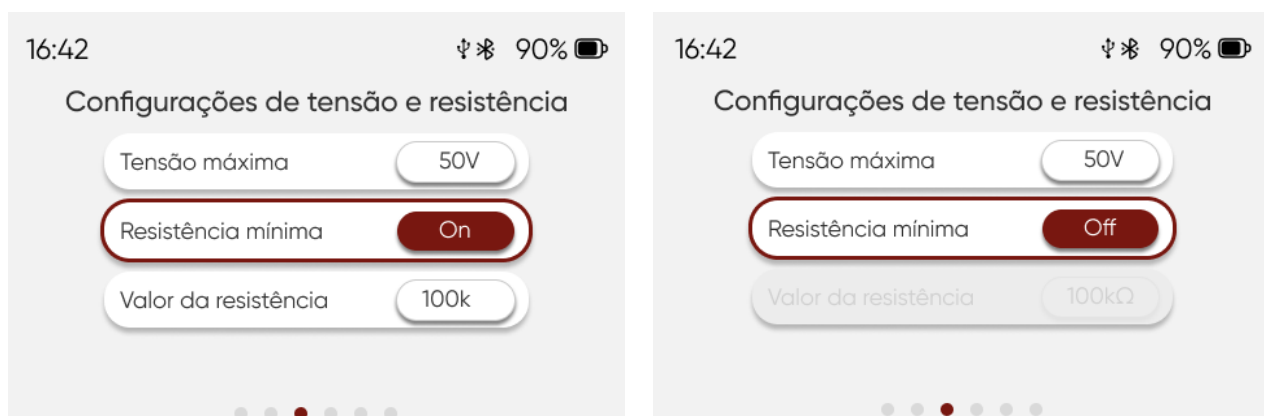 16:42 90%
Configurações de tensão e resistência
Tensão máxima 50V
Resistência mínima On
Valor da resistência 100k
16:42 90%
Configurações de tensão e resistência
Tensão máxima 50V
Resistência mínima Off
Valor da resistência 100kΩ